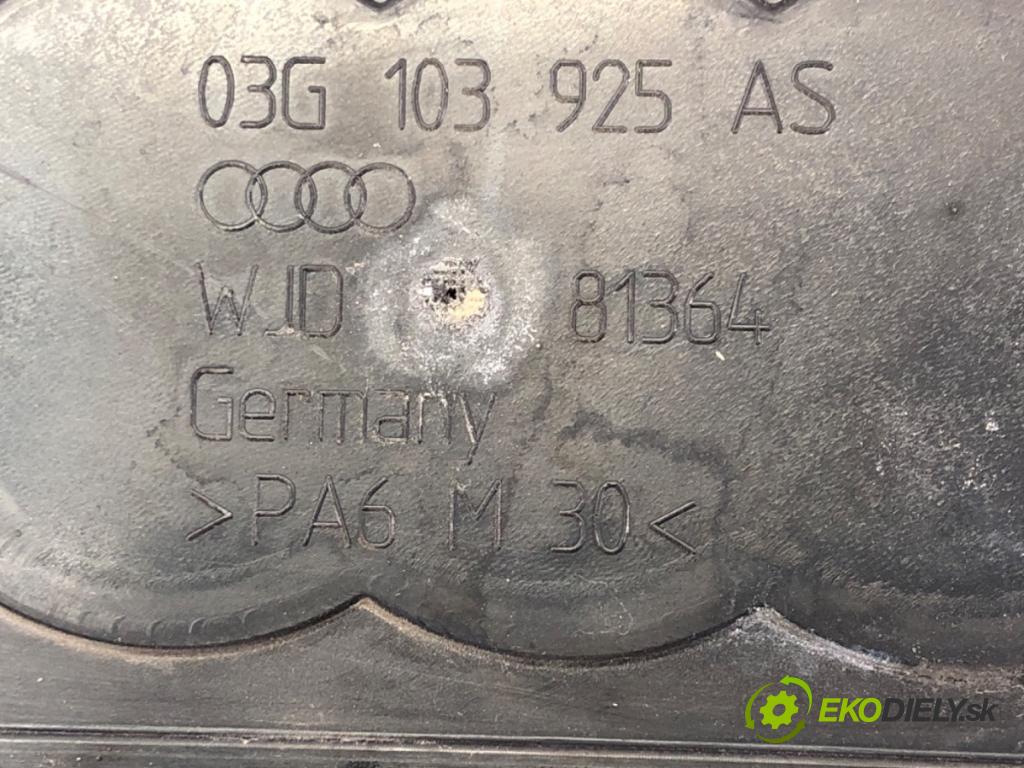 03G 103 925 AS
WJD 81364
Germany
>PA6 M 30<
EKODIELY.sk